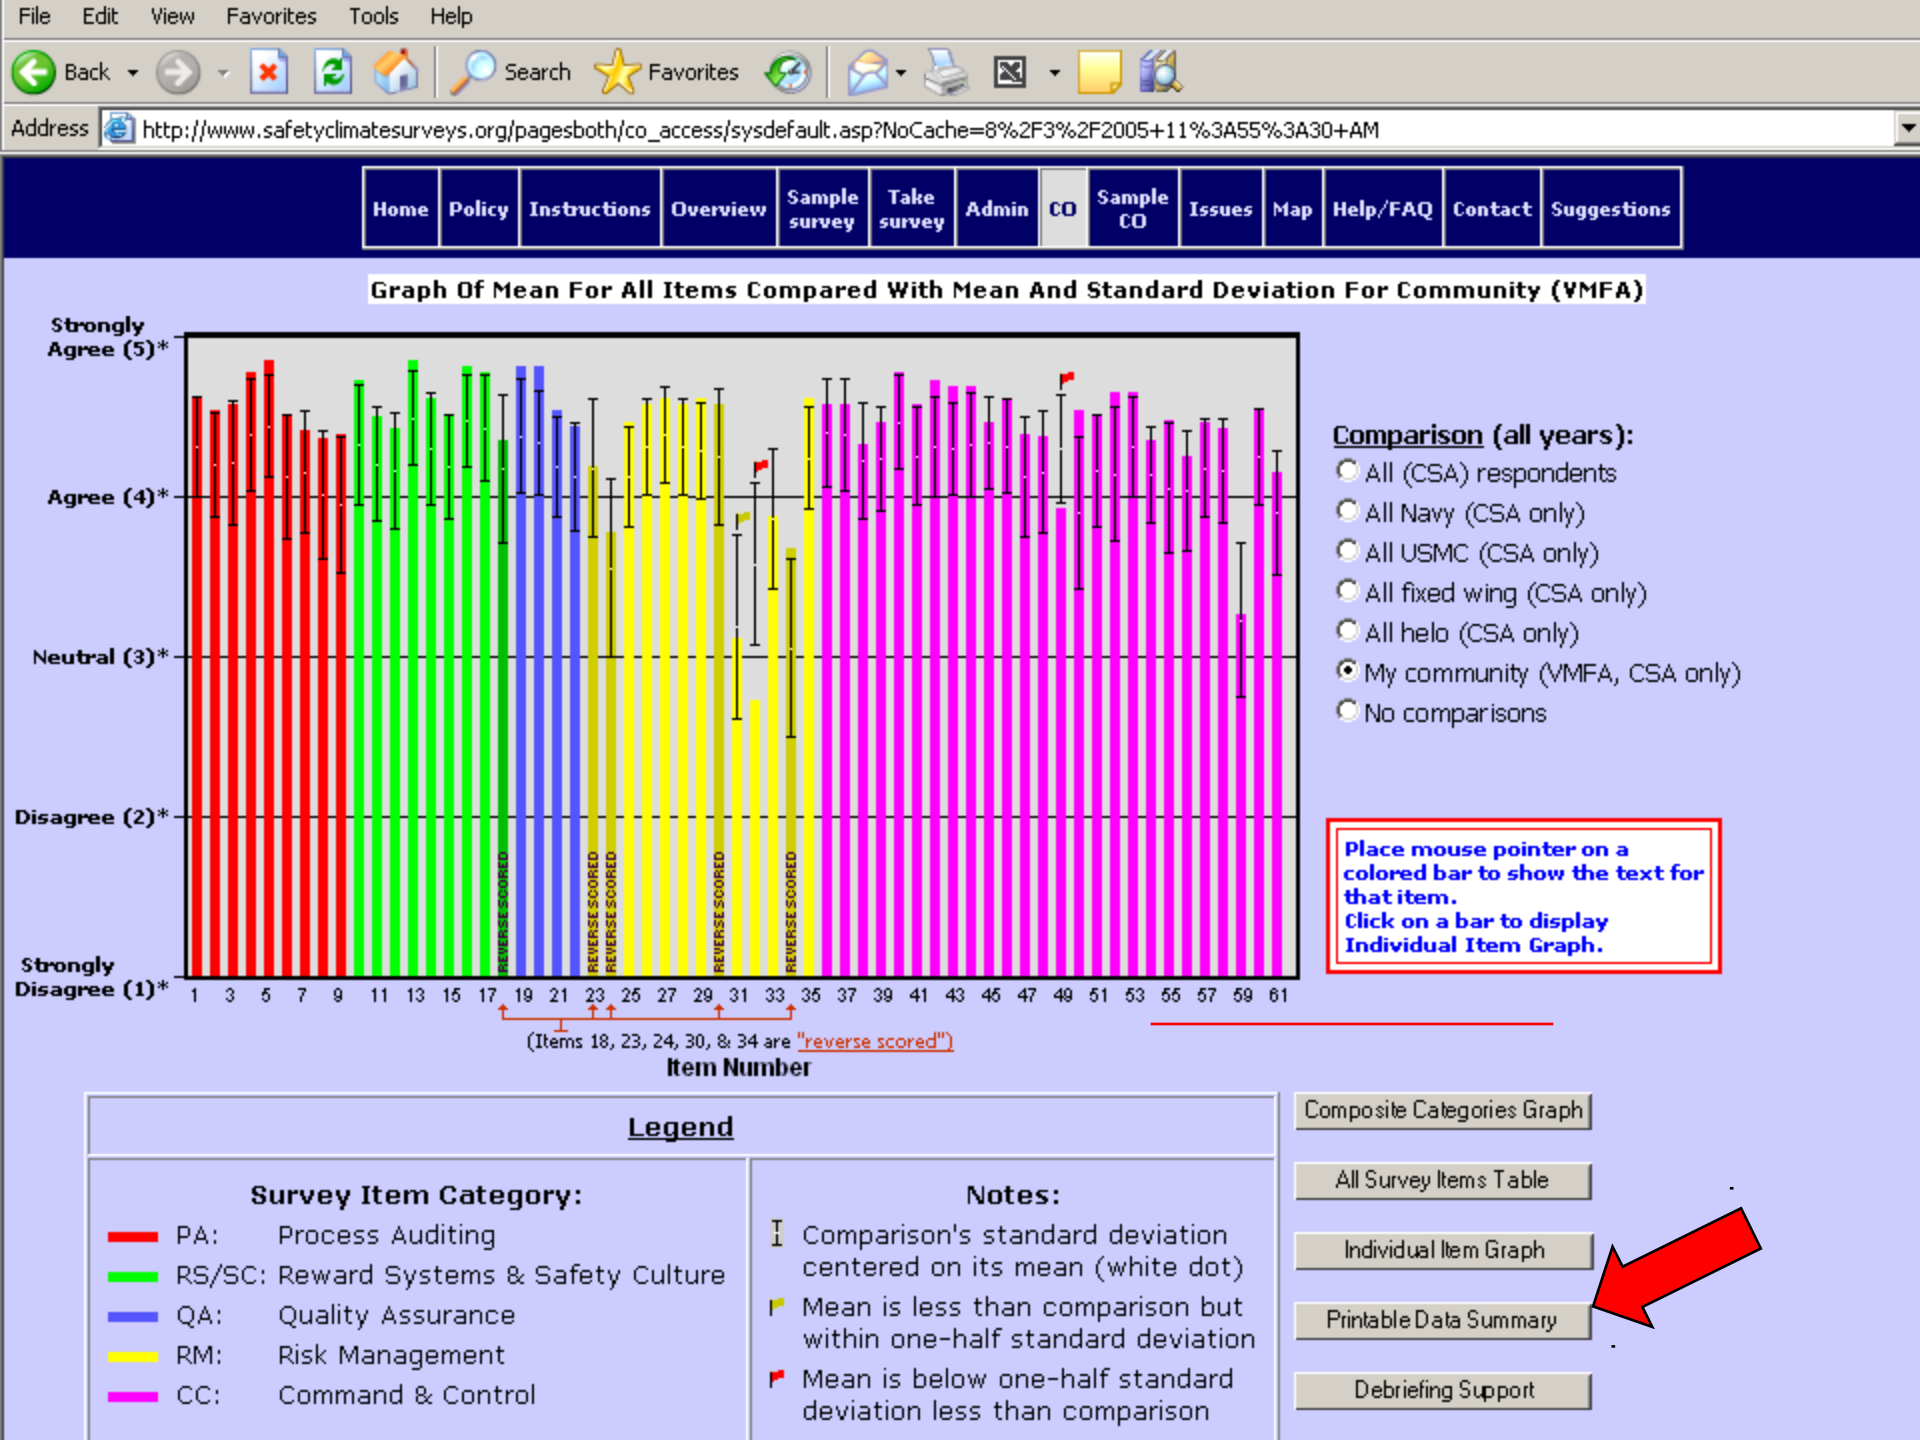 File Edit View Favorites Tools Help
Back Search Favorites
Address http://www.safetyclimatesurveys.org/pagesboth/co_access/sysdefault.asp?NoCache=8%2F3%2F2005+11%3A55%3A30+AM
Home Policy Instructions Overview Sample survey Take survey Admin CO Sample CO Issues Map Help/FAQ Contact Suggestions
Graph Of Mean For All Items Compared With Mean And Standard Deviation For Community (VMFA)
Strongly
Agree (5)*
Agree (4)*
Neutral (3)*
Disagree (2)*
Strongly
Disagree (1)*
REVERSE SCORED
REVERSE SCORED
REVERSE SCORED
REVERSE SCORED
REVERSE SCORED
1 3 5 7 9 11 13 15 17 19 21 23 25 27 29 31 33 35 37 39 41 43 45 47 49 51 53 55 57 59 61
(Items 18, 23, 24, 30, & 34 are "reverse scored")
Item Number
Comparison (all years):
All (CSA) respondents
All Navy (CSA only)
All USMC (CSA only)
All fixed wing (CSA only)
All helo (CSA only)
My community (VMFA, CSA only)
No comparisons
Place mouse pointer on a
colored bar to show the text for
that item.
Click on a bar to display
Individual Item Graph.
Legend
Survey Item Category:
PA: Process Auditing
RS/SC: Reward Systems & Safety Culture
QA: Quality Assurance
RM: Risk Management
CC: Command & Control
Notes:
Comparison's standard deviation
centered on its mean (white dot)
Mean is less than comparison but
within one-half standard deviation
Mean is below one-half standard
deviation less than comparison
Composite Categories Graph
All Survey Items Table
Individual Item Graph
Printable Data Summary
Debriefing Support